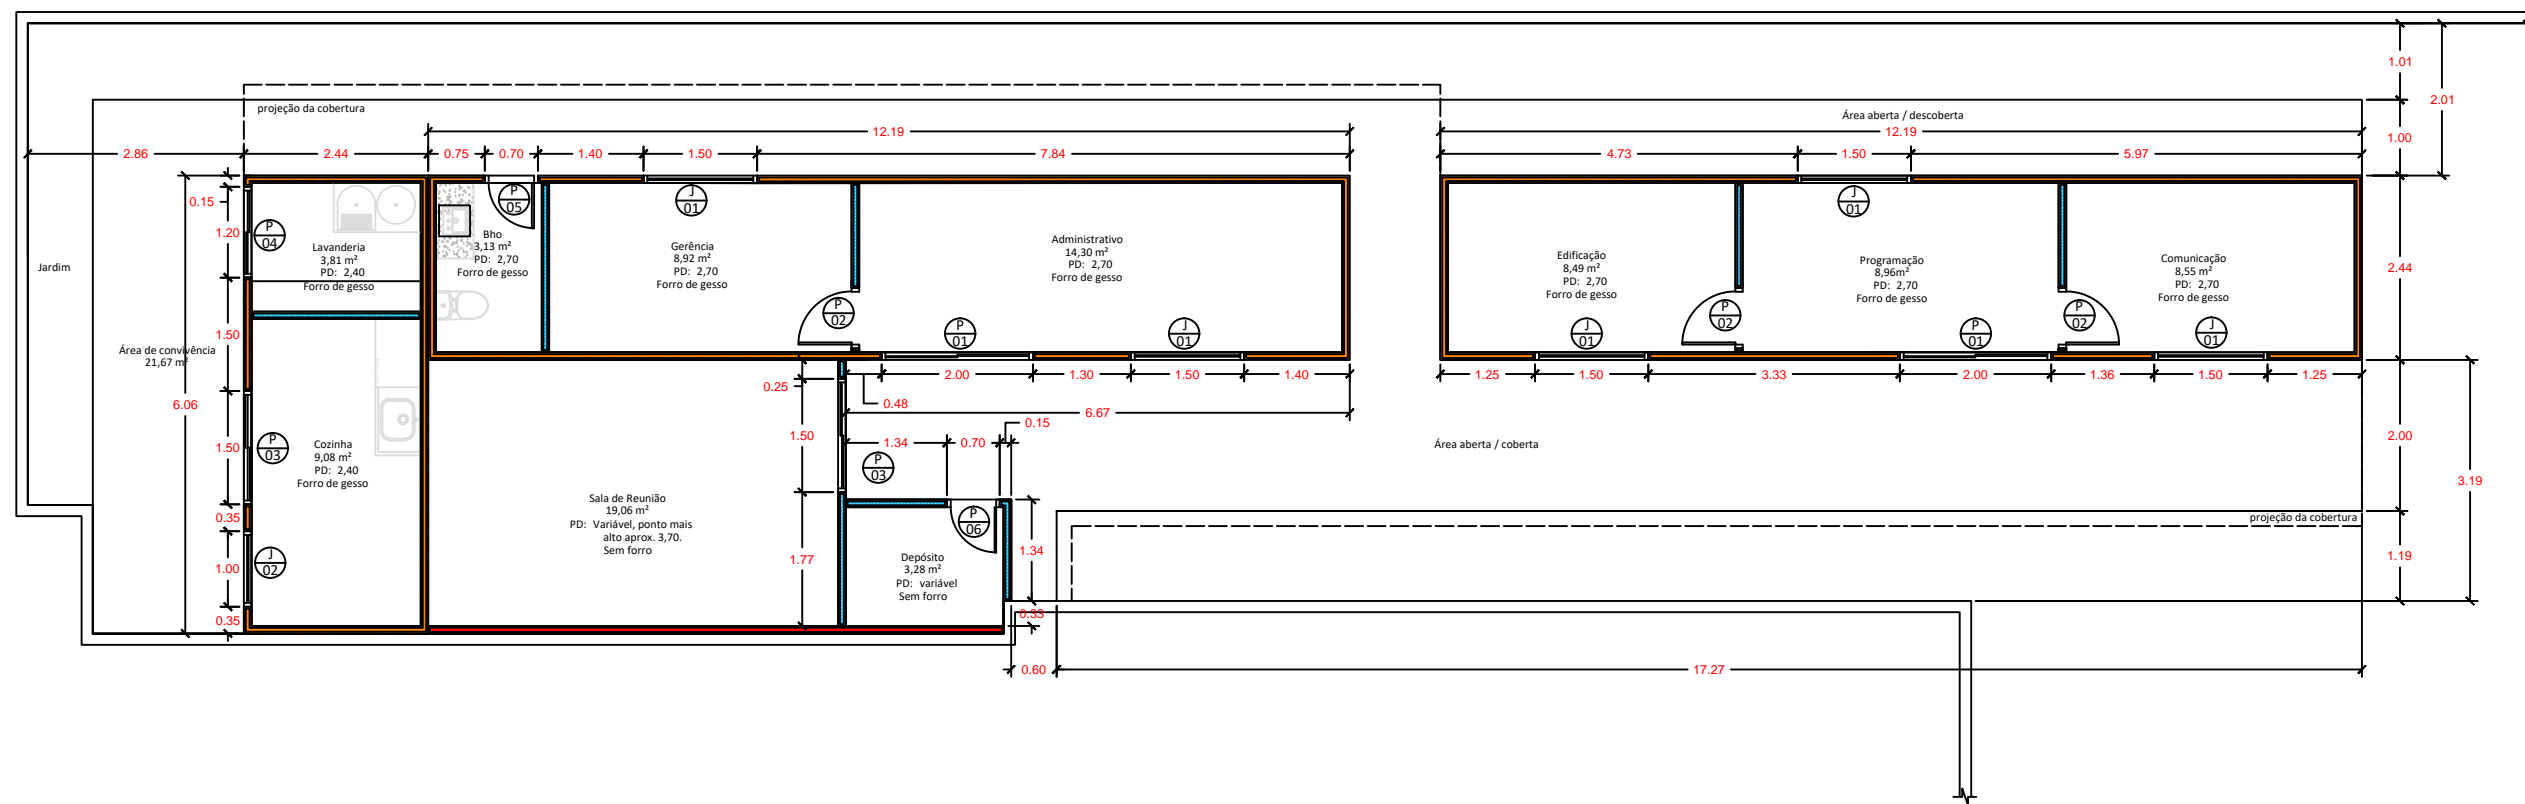 1.01
2.01
projeção da cobertura
Área aberta / descoberta
12.19
12.19
1.00
2.86
2.44
0.75
0.70
1.40
1.50
7.84
4.73
1.50
5.97
0.15
P
04
P
05
J
01
J
01
1.20
Lavanderia
3,81 m²
PD: 2,40
Forro de gesso
Bho
3,13 m²
PD: 2,70
Forro de gesso
Gerência
8,92 m²
PD: 2,70
Forro de gesso
Administrativo
14,30 m²
PD: 2,70
Forro de gesso
Edificação
8,49 m²
PD: 2,70
Forro de gesso
Programação
8,96m²
PD: 2,70
Forro de gesso
Comunicação
8,55 m²
PD: 2,70
Forro de gesso
2.44
Jardim
P
02
P
01
J
01
J
01
P
02
P
01
P
02
J
01
1.50
Área de convivência
21,67 m²
6.06
0.25
2.00
1.30
1.50
1.40
1.25
1.50
3.33
2.00
1.36
1.50
1.25
0.48
6.67
0.15
1.50
P
03
1.50
1.34
0.70
P
03
Área aberta / coberta
2.00
3.19
Cozinha
9,08 m²
PD: 2,40
Forro de gesso
Sala de Reunião
19,06 m²
PD: Variável, ponto mais
alto aprox. 3,70.
Sem forro
0.35
P
06
projeção da cobertura
J
02
1.00
1.77
Depósito
3,28 m²
PD: variável
Sem forro
1.34
1.19
0.35
0.33
0.60
17.27